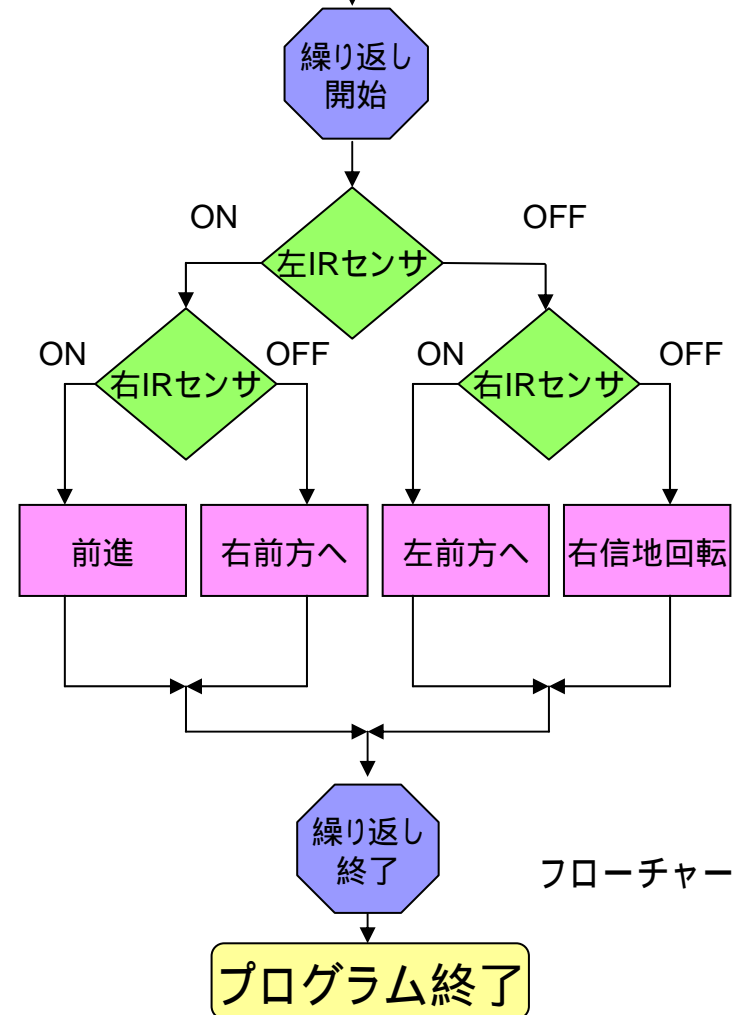 繰り返し
開始
ON
OFF
左IRセンサ
ON
OFF
ON
OFF
右IRセンサ
右IRセンサ
前進
右前方へ
左前方へ
右信地回転
繰り返し
終了
フローチャー
プログラム終了